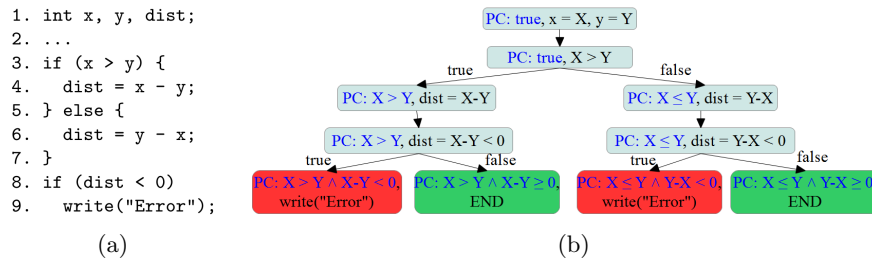 1. int x, y, dist;
2. ...
3. if (x > y) {
4.   dist = x - y;
5. } else {
6.   dist = y - x;
7. }
8. if (dist < 0)
9.   write("Error");
(a)
PC: true, x = X, y = Y
PC: true, X > Y
true
false
PC: X > Y, dist = X-Y
PC: X ≤ Y, dist = Y-X
PC: X > Y, dist = X-Y < 0
PC: X ≤ Y, dist = Y-X < 0
true
false
true
false
PC: X > Y ∧ X-Y < 0,
write("Error")
PC: X > Y ∧ X-Y ≥ 0,
END
PC: X ≤ Y ∧ Y-X < 0,
write("Error")
PC: X ≤ Y ∧ Y-X ≥ 0
END
(b)